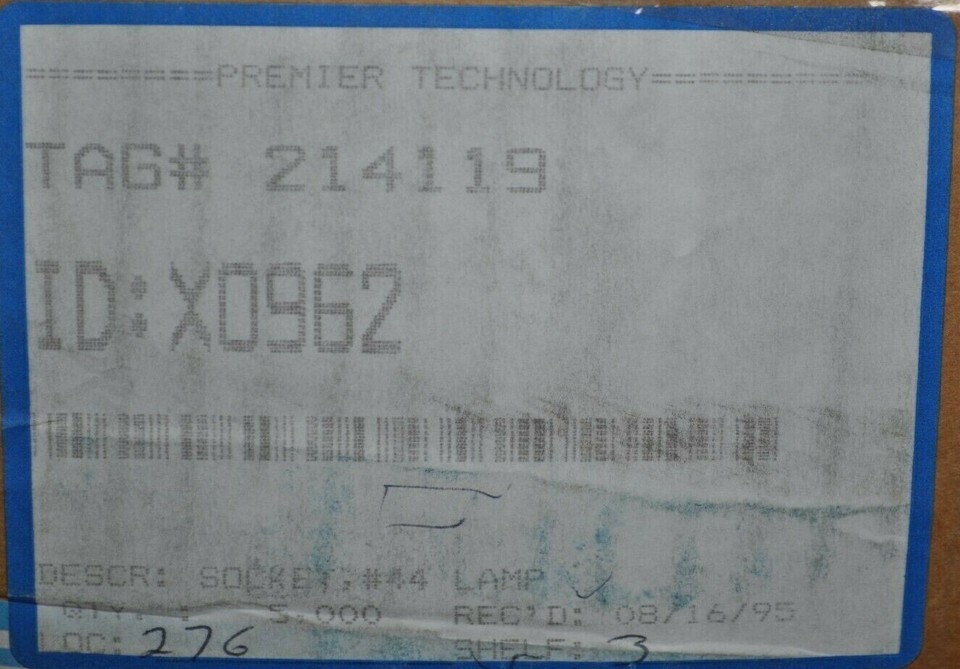 =========PREMIER TECHNOLOGY==========
TAG# 214119
ID:X0962
DESCR: SOCKET,#44 LAMP
QTY. : 5.000 REC'D: 08/16/95
LOC: 276 SHELF: 3